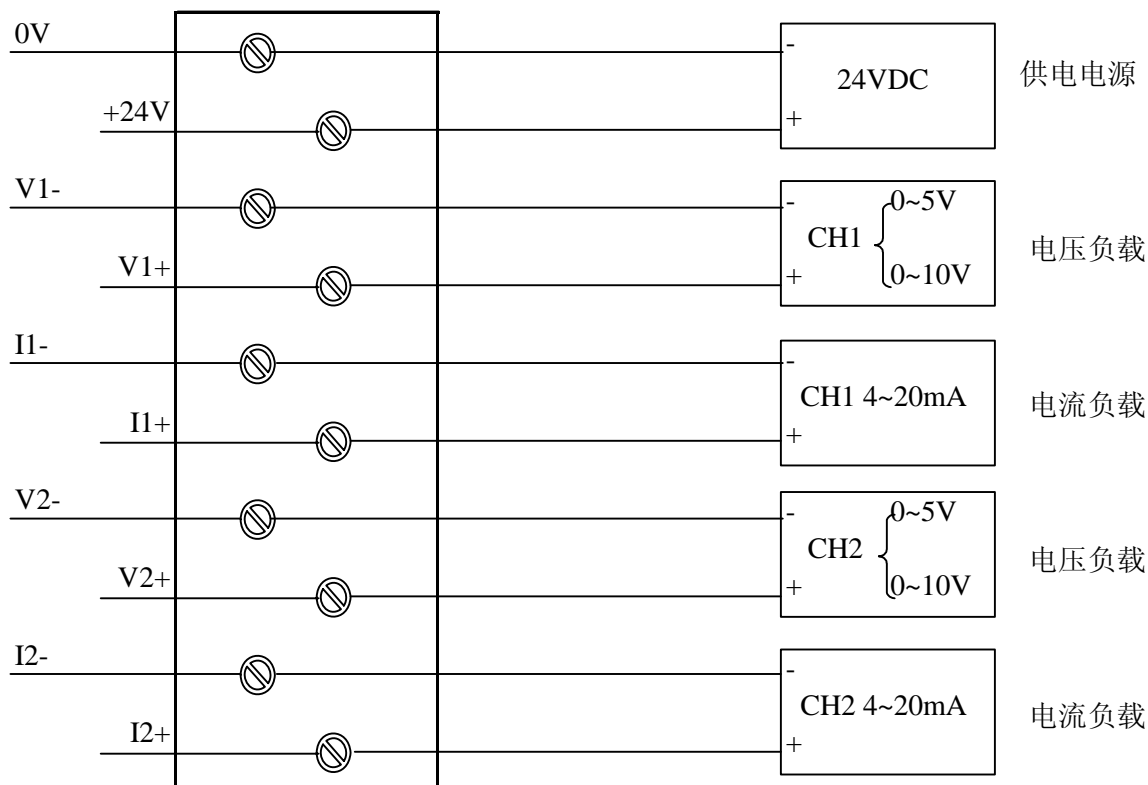 0V
-
24VDC
供电电源
+24V
+
V1-
-
0~5V
CH1
电压负载
V1+
+
0~10V
I1-
-
CH1 4~20mA
电流负载
I1+
+
V2-
-
0~5V
CH2
电压负载
V2+
+
0~10V
I2-
-
CH2 4~20mA
电流负载
I2+
+